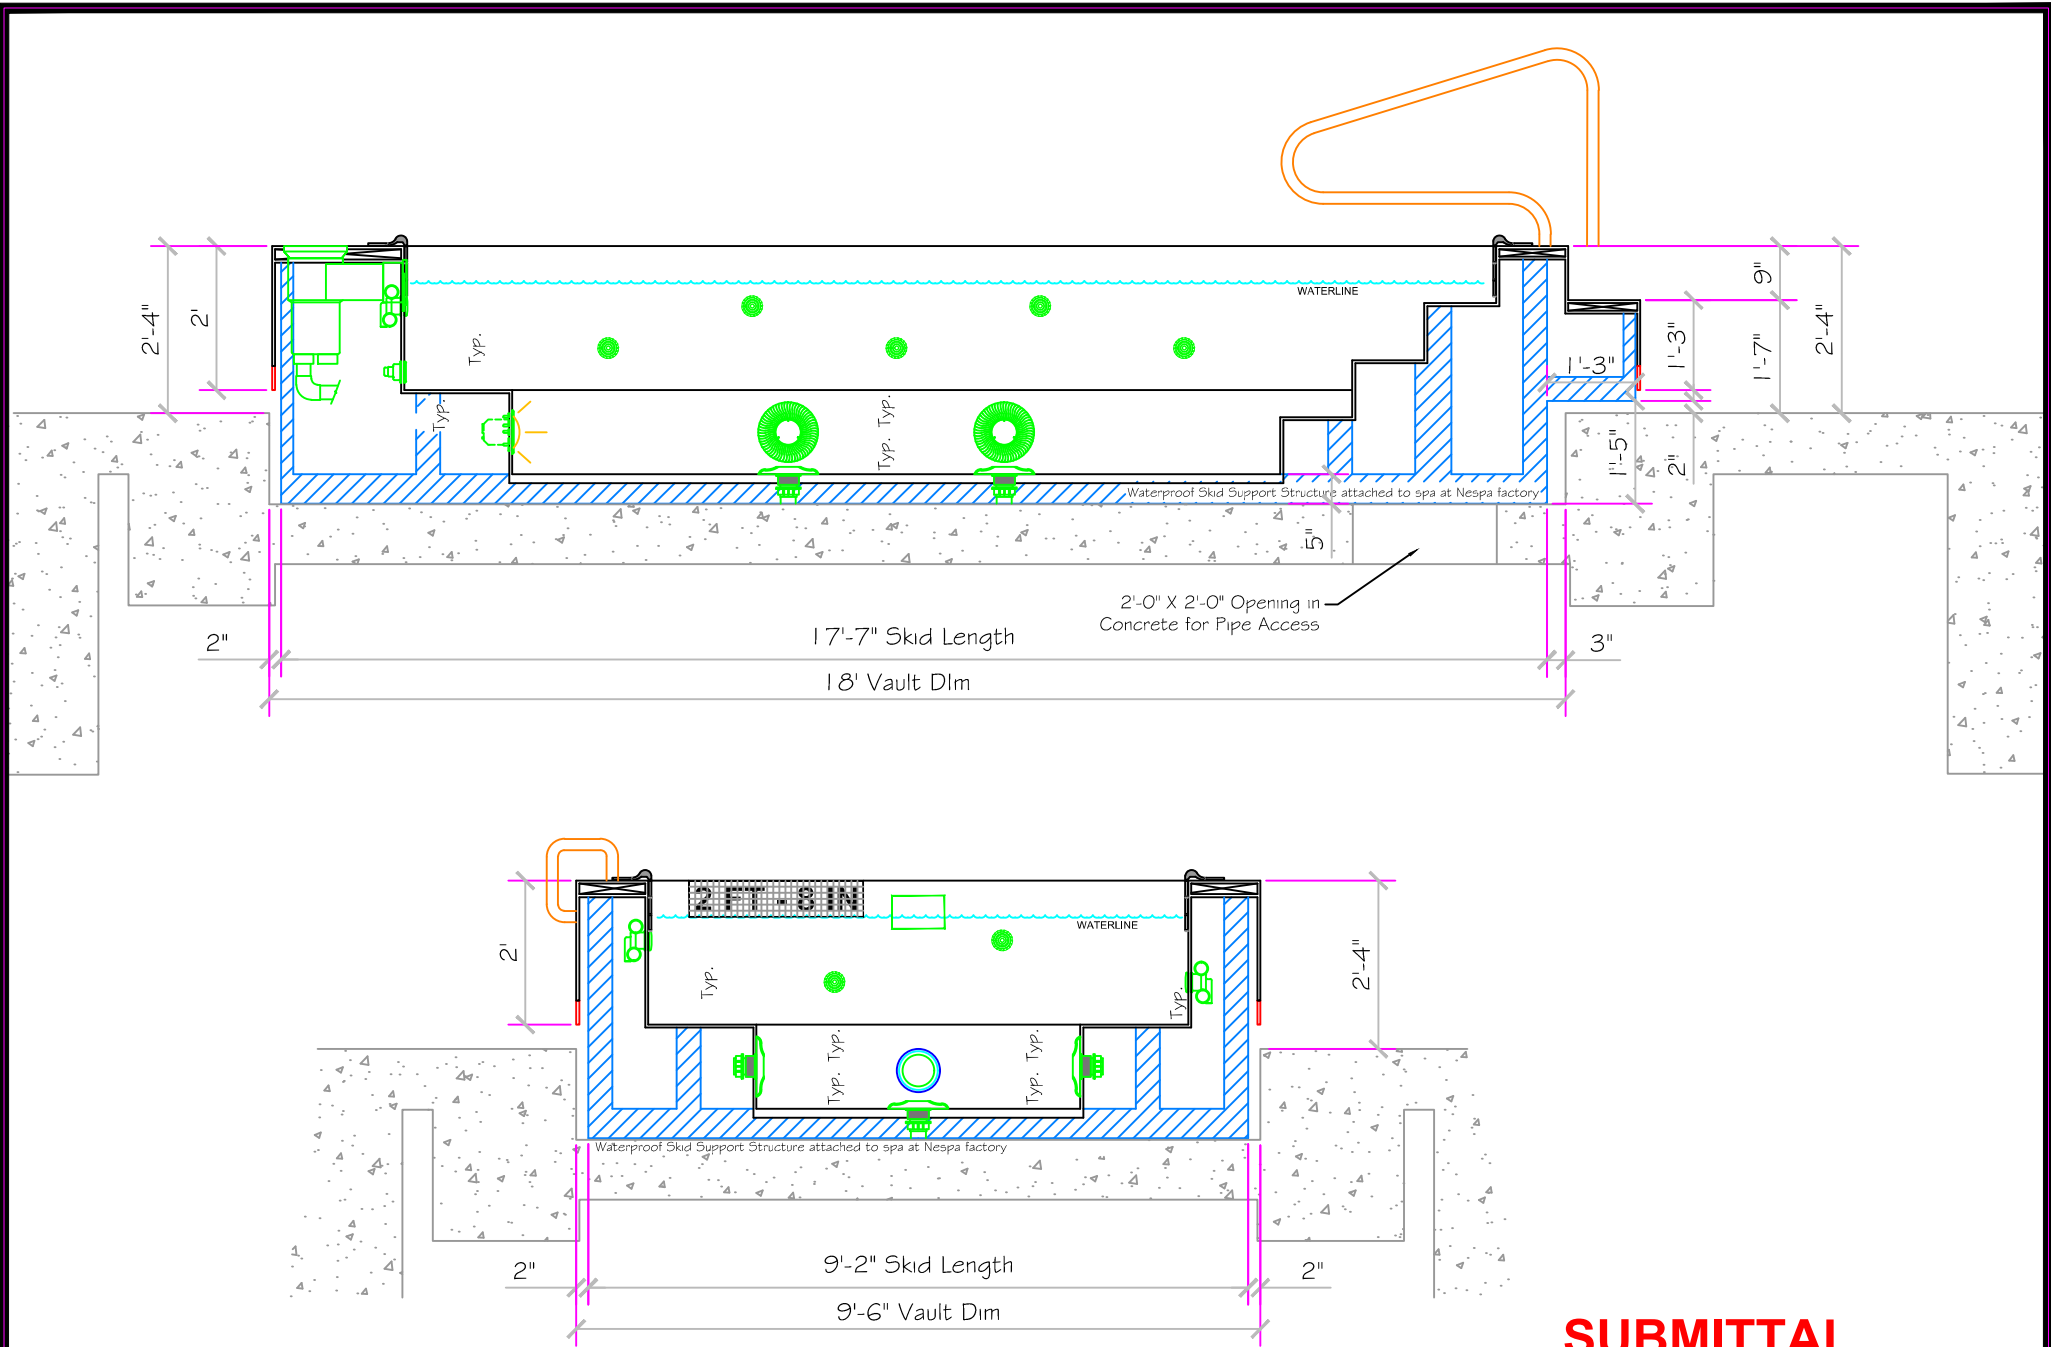 WATERLINE
Typ.
Typ.
Typ.
Typ.
2'-4"
2'
9"
1'-3"
1'-7"
2'-4"
1'-3"
1'-5"
2"
Waterproof Skid Support Structure attached to spa at Nespa factory
5"
2'-0" X 2'-0" Opening in
Concrete for Pipe Access
2"
17'-7" Skid Length
3"
18' Vault DIm
2 FT - 8 IN
WATERLINE
2'
2'-4"
Typ.
Typ.
Typ.
Typ.
Typ.
Typ.
Waterproof Skid Support Structure attached to spa at Nespa factory
2"
9'-2" Skid Length
2"
9'-6" Vault Dim
SUBMITTAL